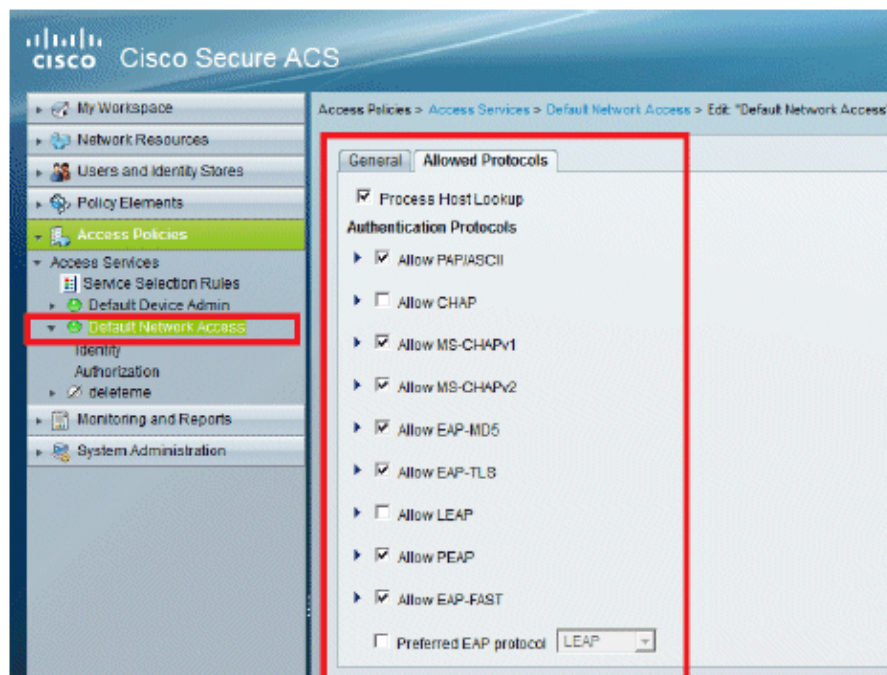 CISCO Cisco Secure ACS
My Workspace
Network Resources
Users and Identity Stores
Policy Elements
Access Policies
Access Services
Service Selection Rules
Default Device Admin
Default Network Access
Identity
Authorization
deleteme
Monitoring and Reports
System Administration
Access Policies > Access Services > Default Network Access > Edit: "Default Network Access"
General Allowed Protocols
Process Host Lookup
Authentication Protocols
Allow PAP/ASCII
Allow CHAP
Allow MS-CHAPv1
Allow MS-CHAPv2
Allow EAP-MD5
Allow EAP-TLS
Allow LEAP
Allow PEAP
Allow EAP-FAST
Preferred EAP protocol LEAP